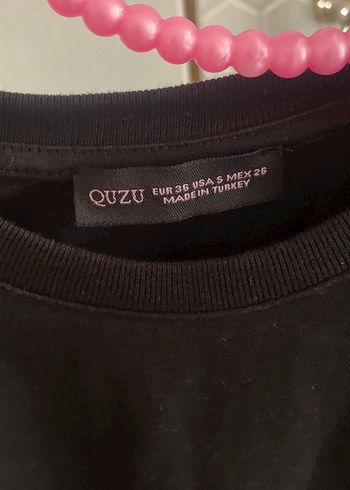 QUZU EUR 36 USA S MEX 26
MADE IN TURKEY